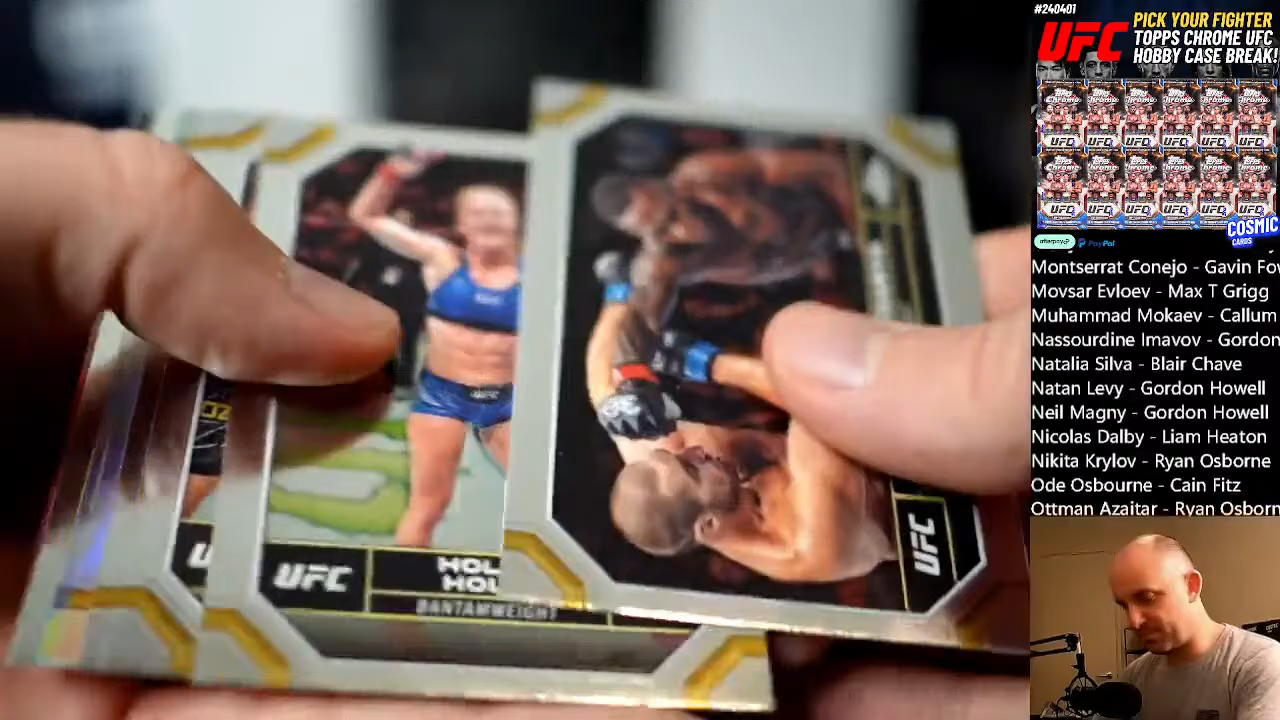 #240401
UFC
PICK YOUR FIGHTER
TOPPS CHROME UFC
HOBBY CASE BREAK!
COSMIC
CARDS
afterpay
PayPal
Montserrat Conejo - Gavin Fo
Movsar Evloev - Max T Grigg
Muhammad Mokaev - Callum
Nassourdine Imavov - Gordon
Natalia Silva - Blair Chave
Natan Levy - Gordon Howell
Neil Magny - Gordon Howell
Nicolas Dalby - Liam Heaton
Nikita Krylov - Ryan Osborne
Ode Osbourne - Cain Fitz
Ottman Azaitar - Ryan Osborn
UFC
HOL
HOL
BANTAMWEIGHT
UFC